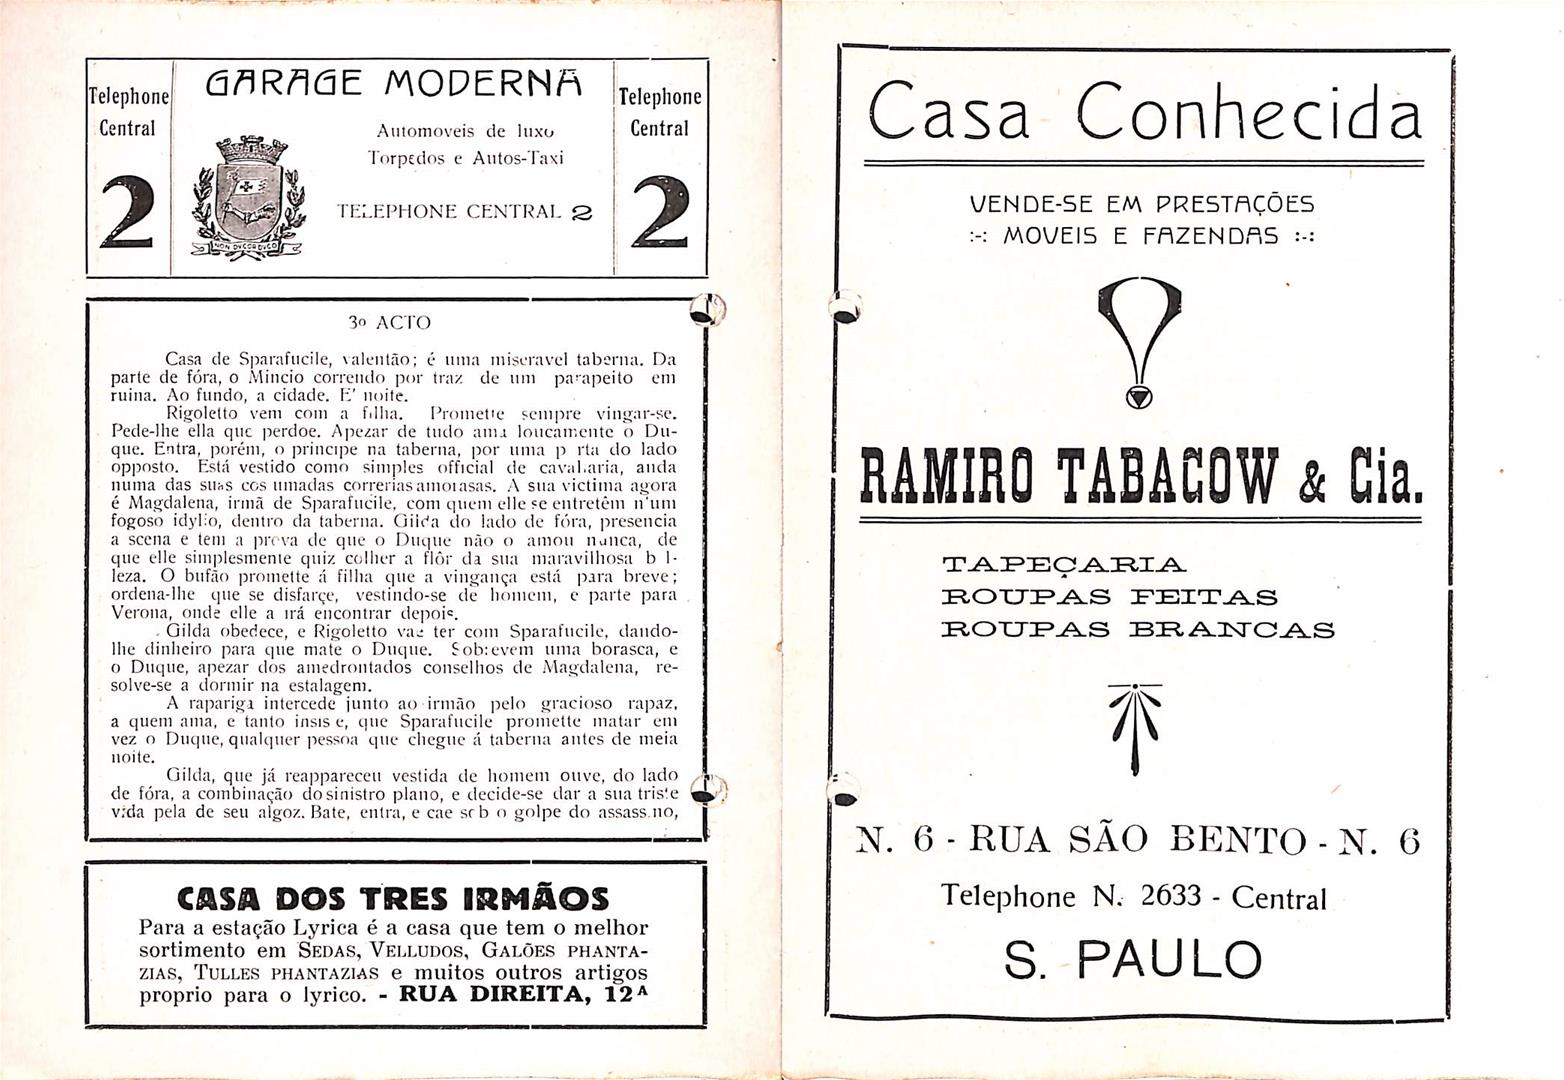 Telephone
Central
2
GARAGE MODERNA
Automoveis de luxo
Torpedos e Autos-Taxi
TELEPHONE CENTRAL 2
NON DVCOR DVCO
Telephone
Central
2
3o ACTO
Casa de Sparafucile, valentão; é uma miseravel taberna. Da
parte de fóra, o Mincio correndo por traz de um parapeito em
ruina. Ao fundo, a cidade. E' noite.
Rigoletto vem com a filha. Promette sempre vingar-se.
Pede-lhe ella que perdoe. Apezar de tudo ama loucamente o Du-
que. Entra, porém, o principe na taberna, por uma p rta do lado
opposto. Está vestido como simples official de cavallaria, anda
numa das suas costumadas correrias amorosas. A sua victima agora
é Magdalena, irmã de Sparafucile, com quem elle se entretêm n'um
fogoso idyllio, dentro da taberna. Gilda do lado de fóra, presencia
a scena e tem a prova de que o Duque não o amou nunca, de
que elle simplesmente quiz colher a flôr da sua maravilhosa b l-
leza. O bufão promette á filha que a vingança está para breve;
ordena-lhe que se disfarçe, vestindo-se de homem, e parte para
Verona, onde elle a irá encontrar depois.
Gilda obedece, e Rigoletto vae ter com Sparafucile, dando-
lhe dinheiro para que mate o Duque. Sobrevem uma borasca, e
o Duque, apezar dos amedrontados conselhos de Magdalena, re-
solve-se a dormir na estalagem.
A rapariga intercede junto ao irmão pelo gracioso rapaz,
a quem ama, e tanto insis e, que Sparafucile promette matar em
vez o Duque, qualquer pessoa que chegue á taberna antes de meia
noite.
Gilda, que já reappareceu vestida de homem ouve, do lado
de fóra, a combinação do sinistro plano, e decide-se dar a sua triste
vida pela de seu algoz. Bate, entra, e cae sob o golpe do assassino,
CASA DOS TRES IRMÃOS
Para a estação Lyrica é a casa que tem o melhor
sortimento em SEDAS, VELLUDOS, GALÕES PHANTA-
ZIAS, TULLES PHANTAZIAS e muitos outros artigos
proprio para o lyrico. - RUA DIREITA, 12A
Casa Conhecida
VENDE-SE EM PRESTAÇÕES
:-: MOVEIS E FAZENDAS :-:
RAMIRO TABACOW & Cia.
TAPEÇARIA
ROUPAS FEITAS
ROUPAS BRANCAS
N. 6 - RUA SÃO BENTO - N. 6
Telephone N. 2633 - Central
S. PAULO